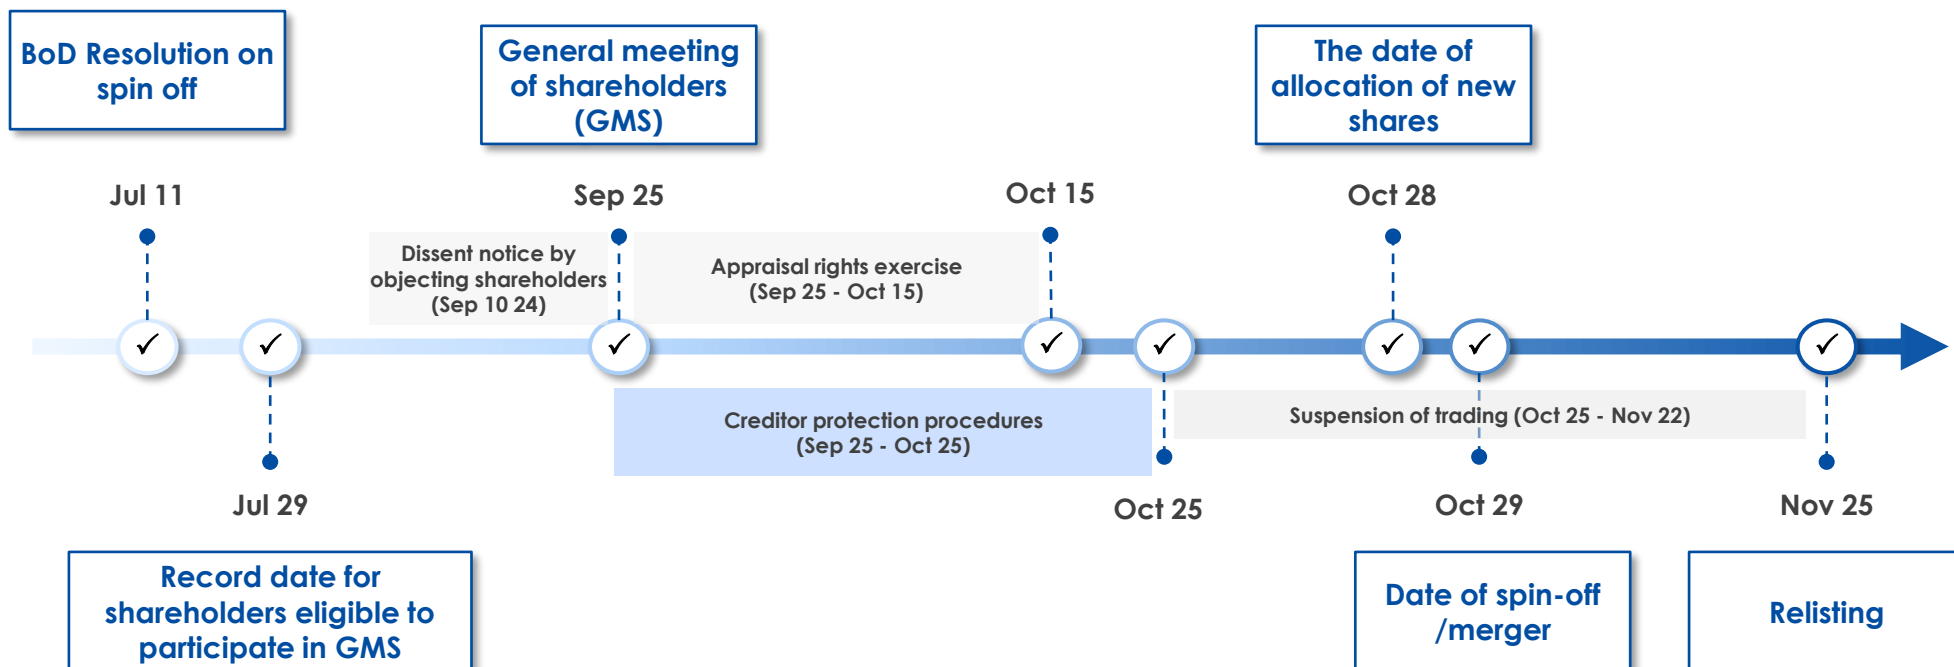 BoD Resolution on
spin off
General meeting
of shareholders
(GMS)
The date of
allocation of new
shares
Jul 11
Sep 25
Oct 15
Oct 28
Dissent notice by
objecting shareholders
(Sep 10 24)
Appraisal rights exercise
(Sep 25 - Oct 15)
Creditor protection procedures
(Sep 25 - Oct 25)
Suspension of trading (Oct 25 - Nov 22)
Jul 29
Oct 25
Oct 29
Nov 25
Record date for
shareholders eligible to
participate in GMS
Date of spin-off
/merger
Relisting